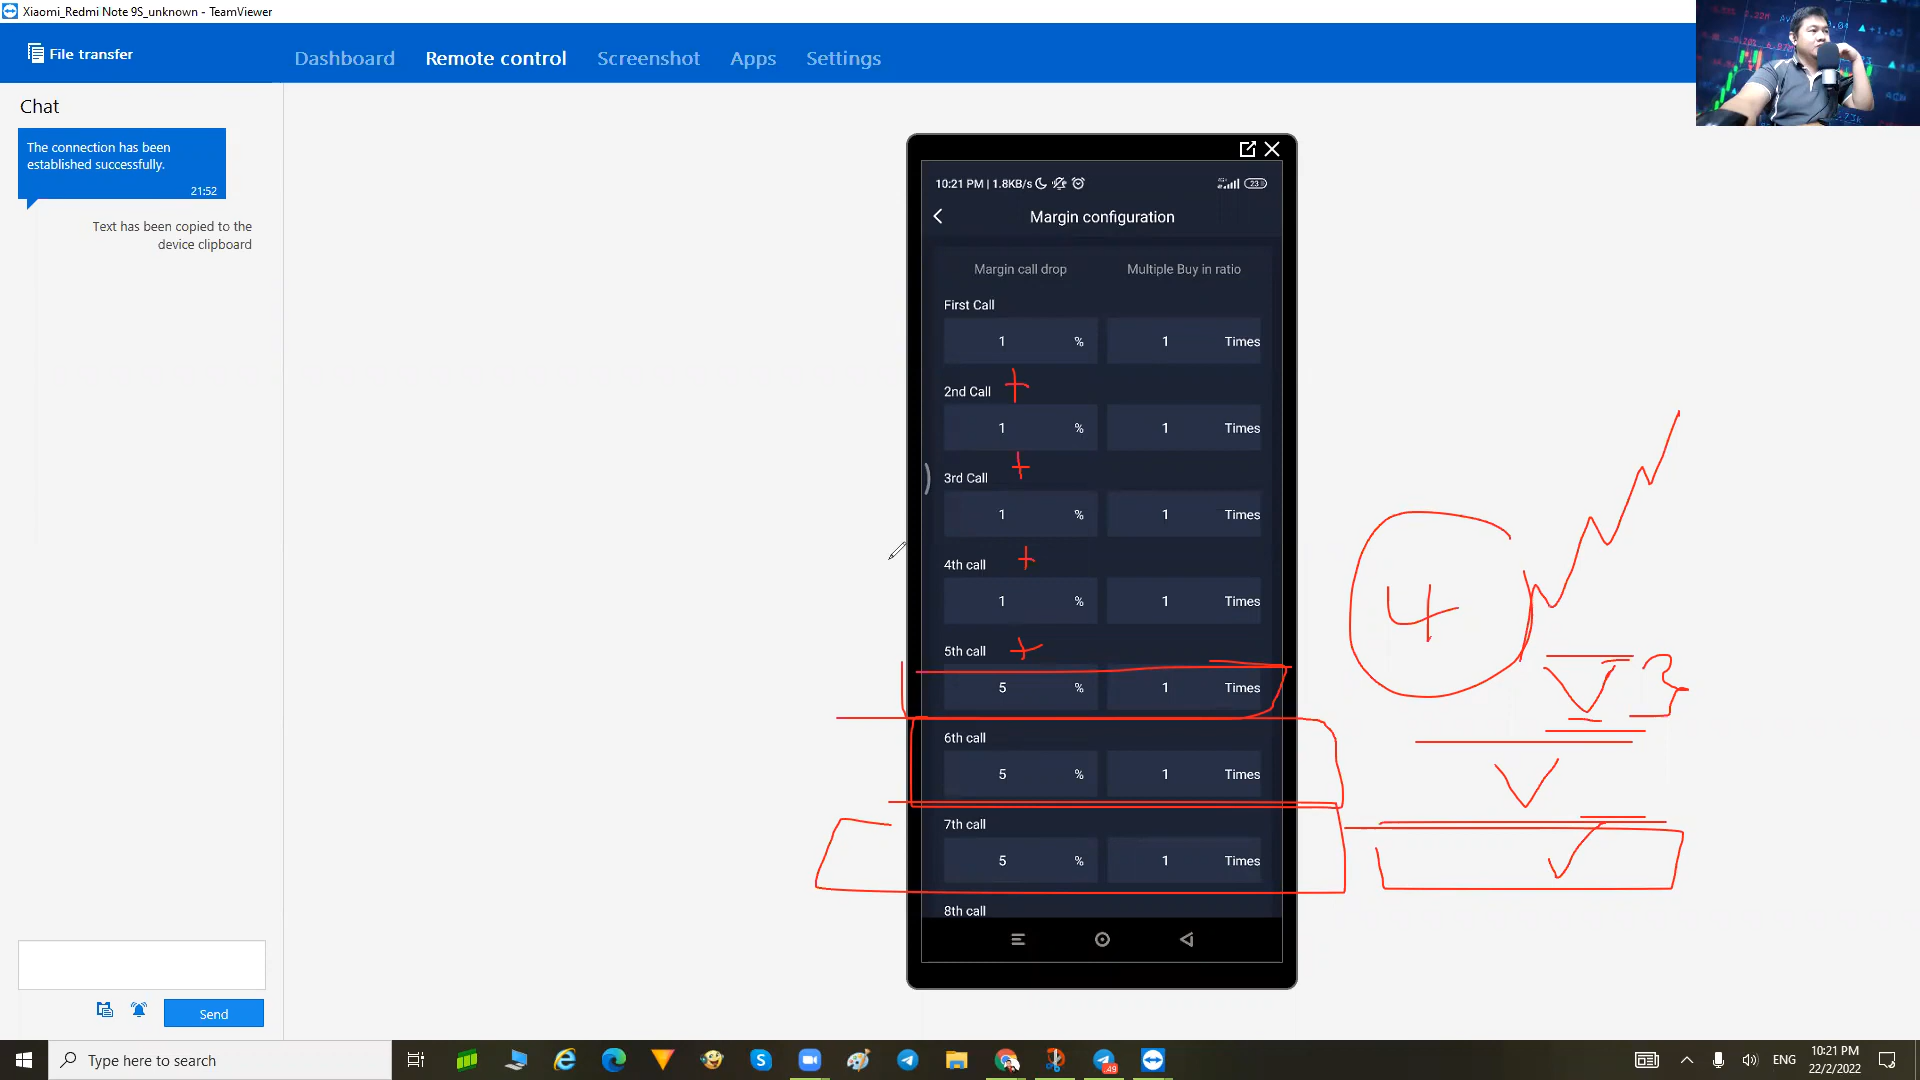 Xiaomi_Redmi Note 9S_unknown - TeamViewer
File transfer
Dashboard
Remote control
Screenshot
Apps
Settings
Chat
The connection has been
established successfully.
21:52
Text has been copied to the
device clipboard
10:21 PM | 1.8KB/s
23
Margin configuration
Margin call drop
Multiple Buy in ratio
First Call
1 % 1 Times
2nd Call +
1 % 1 Times
+
3rd Call
1 % 1 Times
4th call +
1 % 1 Times
5th call +
5 % 1 Times
6th call
5 % 1 Times
7th call
5 % 1 Times
8th call
4
Send
Type here to search
49
ENG
10:21 PM
22/2/2022